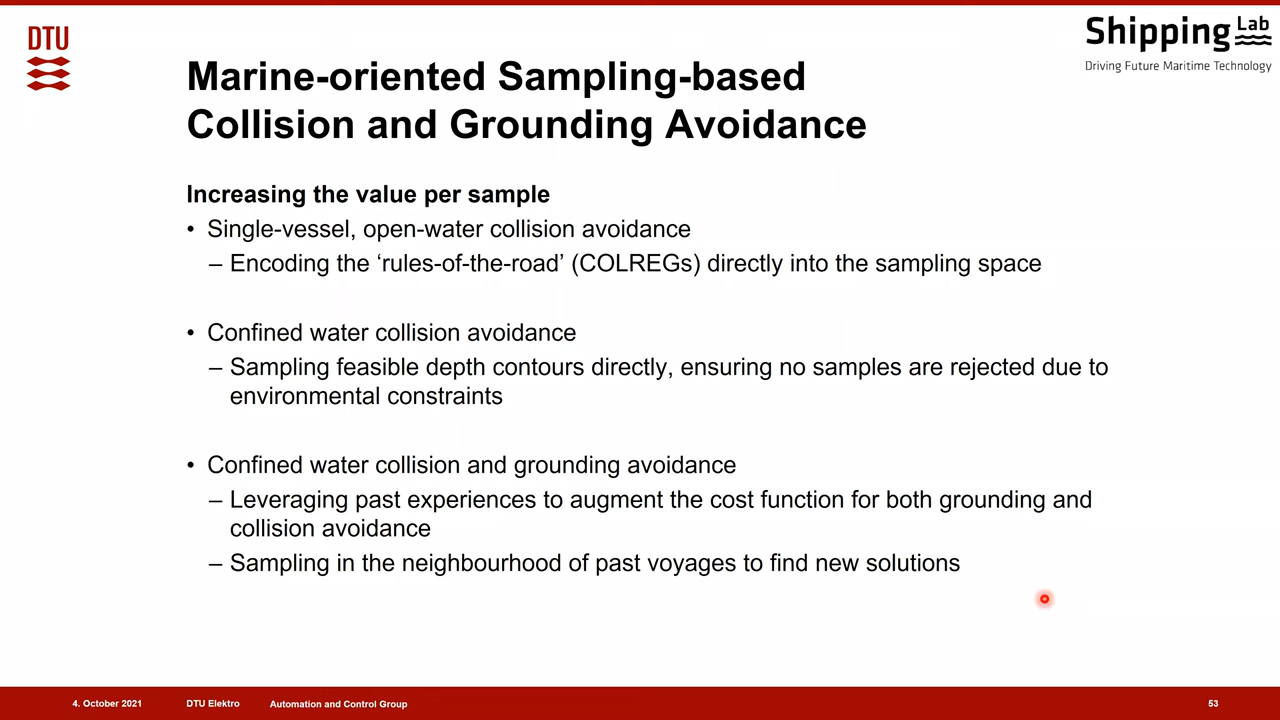 DTU
Shipping Lab
Driving Future Maritime Technology
Marine-oriented Sampling-based
Collision and Grounding Avoidance
Increasing the value per sample
• Single-vessel, open-water collision avoidance
– Encoding the ‘rules-of-the-road’ (COLREGs) directly into the sampling space
• Confined water collision avoidance
– Sampling feasible depth contours directly, ensuring no samples are rejected due to
environmental constraints
• Confined water collision and grounding avoidance
– Leveraging past experiences to augment the cost function for both grounding and
collision avoidance
– Sampling in the neighbourhood of past voyages to find new solutions
4. October 2021 DTU Elektro Automation and Control Group 53